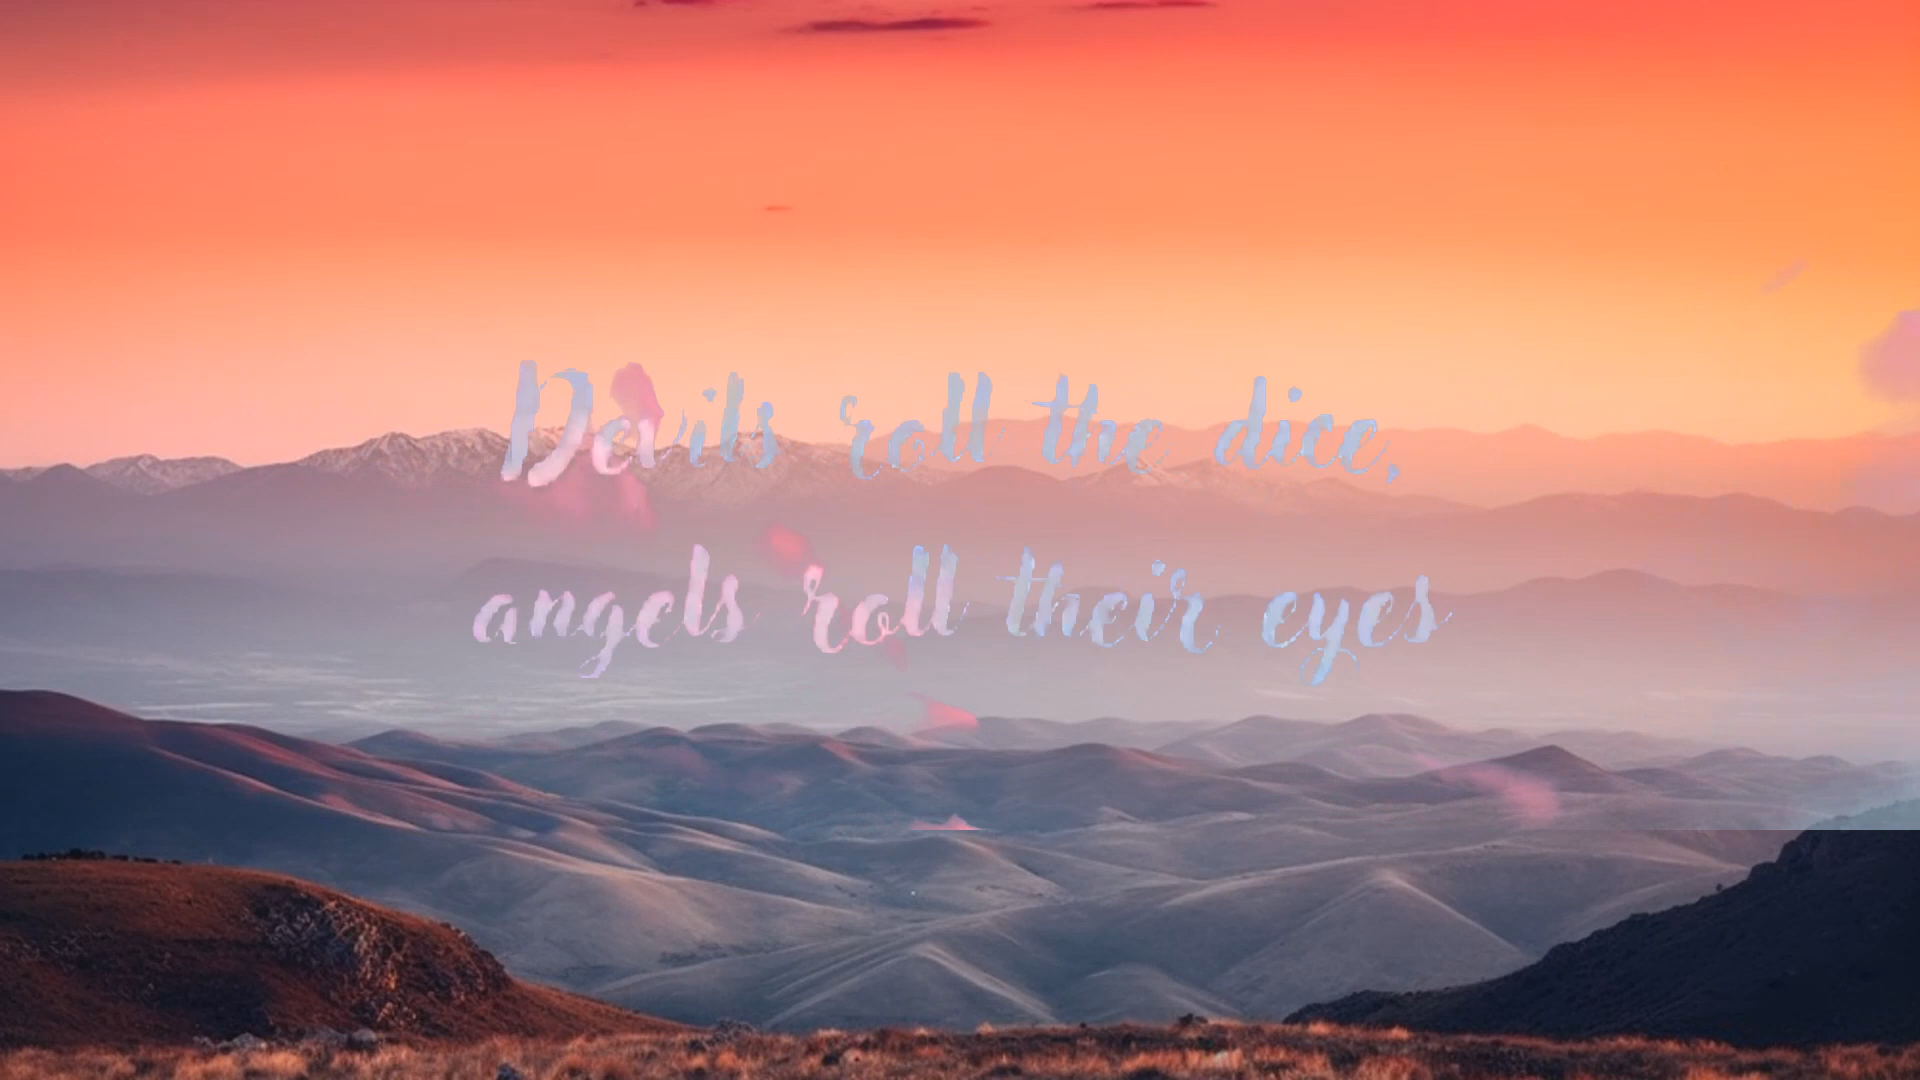 Devils roll the dice,
angels roll their eyes